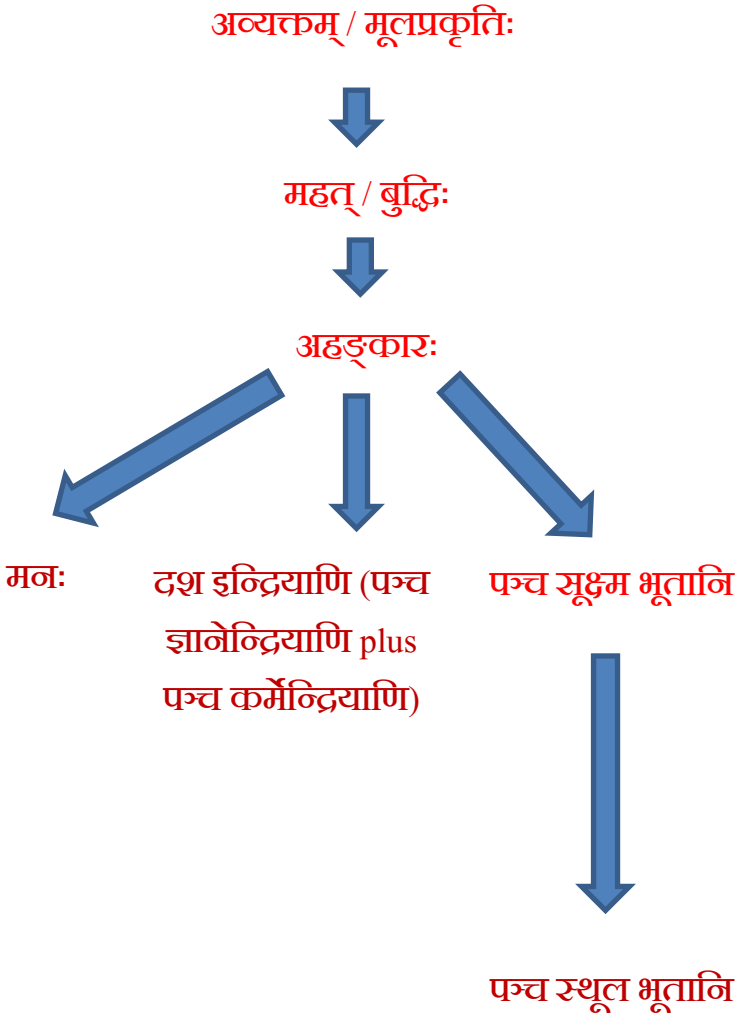 अव्यक्तम् / मूलप्रकृतिः
महत् / बुद्धिः
अहङ्कारः
मनः
दश इन्द्रियाणि (पञ्च
ज्ञानेन्द्रियाणि plus
पञ्च कर्मेन्द्रियाणि)
पञ्च सूक्ष्म भूतानि
पञ्च स्थूल भूतानि